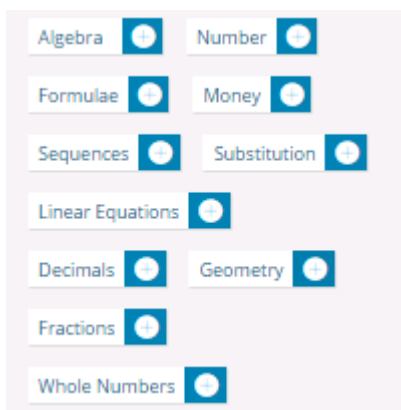 Algebra Number
Formulae Money
Sequences Substitution
Linear Equations
Decimals Geometry
Fractions
Whole Numbers